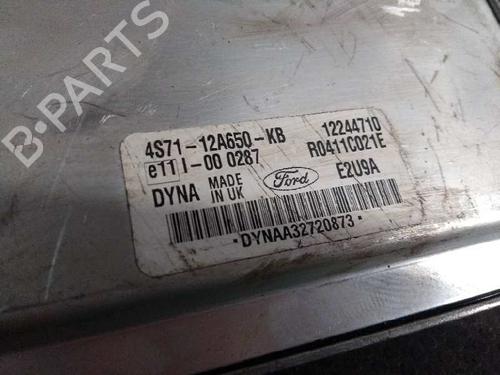 B-PARTS
4S71-12A650-KB 12244710
e11 I-00 0287 R0411C021E
DYNA MADE IN UK Ford E2U9A
·DYNAA32720873·